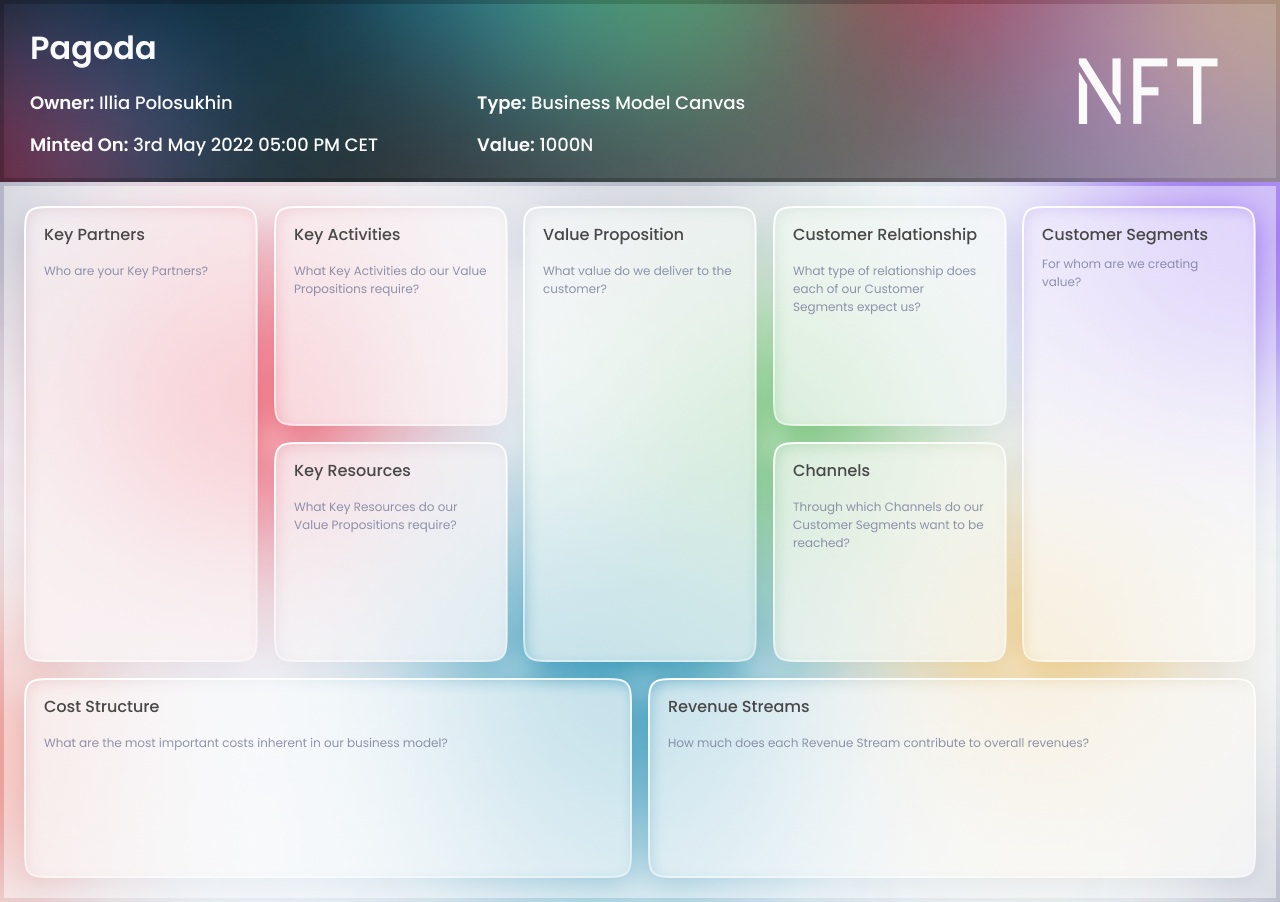 Pagoda
Owner: Illia Polosukhin
Type: Business Model Canvas
Minted On: 3rd May 2022 05:00 PM CET
Value: 1000N
NFT
Key Partners
Who are your Key Partners?
Key Activities
What Key Activities do our Value
Propositions require?
Key Resources
What Key Resources do our
Value Propositions require?
Value Proposition
What value do we deliver to the
customer?
Customer Relationship
What type of relationship does
each of our Customer
Segments expect us?
Channels
Through which Channels do our
Customer Segments want to be
reached?
Customer Segments
For whom are we creating
value?
Cost Structure
What are the most important costs inherent in our business model?
Revenue Streams
How much does each Revenue Stream contribute to overall revenues?